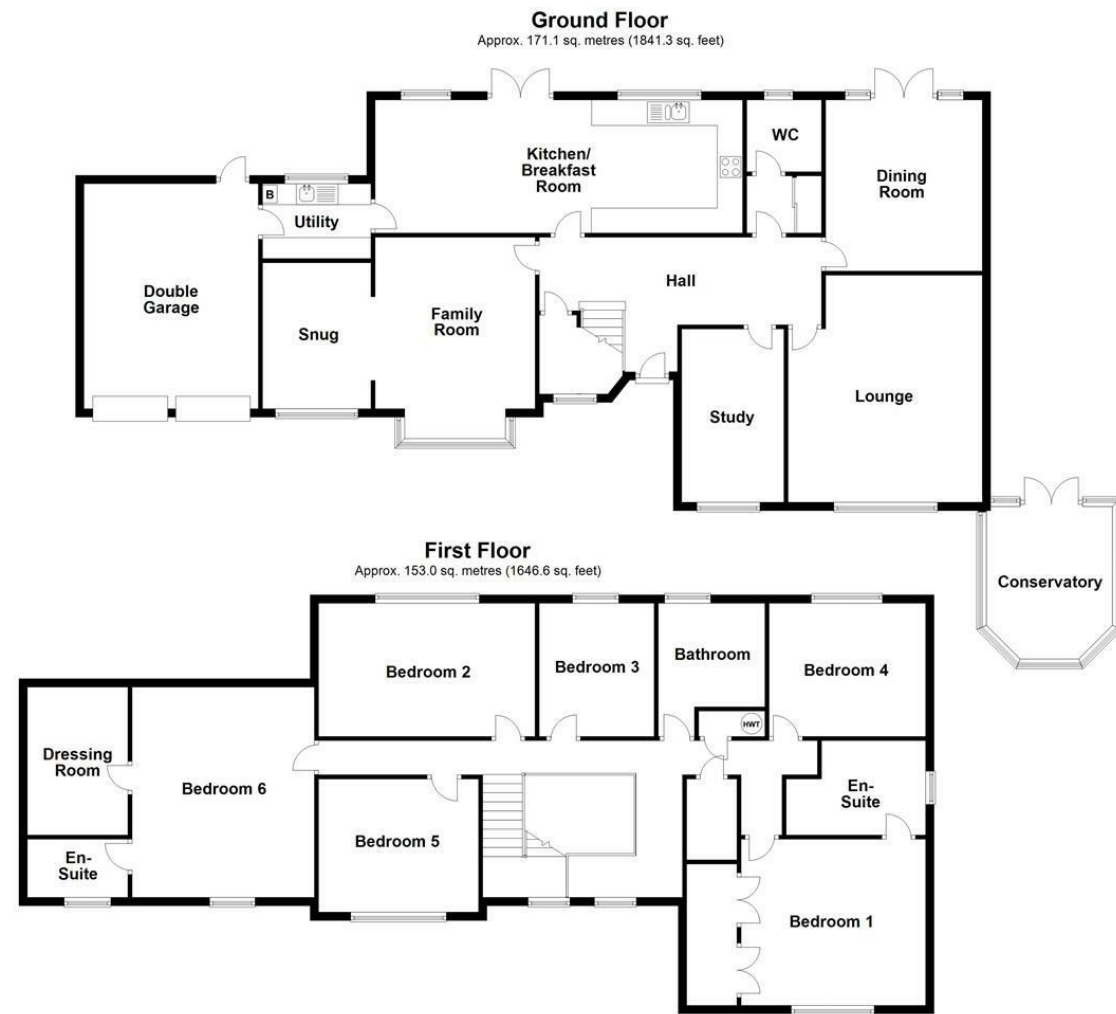 Ground Floor
Approx. 171.1 sq. metres (1841.3 sq. feet)
WC
Kitchen/
Breakfast
Room
Dining
Room
B
Utility
Double
Garage
Snug
Family
Room
Hall
Study
Lounge
Conservatory
First Floor
Approx. 153.0 sq. metres (1646.6 sq. feet)
Bedroom 2
Bedroom 3
Bathroom
Bedroom 4
HWT
Dressing
Room
Bedroom 6
En-
Suite
Bedroom 5
En-
Suite
Bedroom 1